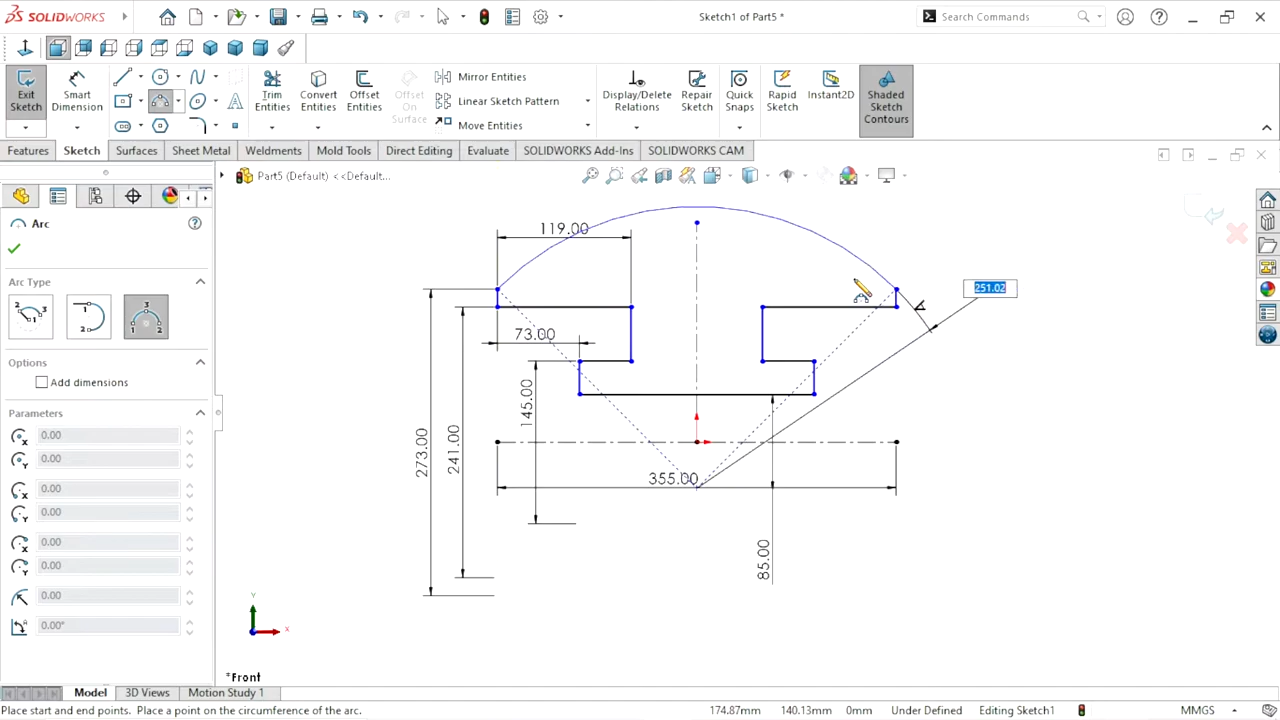 SOLIDWORKS
Sketch1 of Part5 *
Search Commands
Exit Sketch
Smart Dimension
Trim Entities
Convert Entities
Offset Entities
Offset On Surface
Mirror Entities
Linear Sketch Pattern
Move Entities
Display/Delete Relations
Repair Sketch
Quick Snaps
Rapid Sketch
Instant2D
Shaded Sketch Contours
Features
Sketch
Surfaces
Sheet Metal
Weldments
Mold Tools
Direct Editing
Evaluate
SOLIDWORKS Add-Ins
SOLIDWORKS CAM
Part5 (Default) <<Default...
Arc
Arc Type
Options
Add dimensions
Parameters
0.00
0.00
0.00
0.00
0.00
0.00
0.00
0.00°
119.00
251.02
73.00
145.00
273.00
241.00
355.00
85.00
Y
X
*Front
Model
3D Views
Motion Study 1
Place start and end points. Place a point on the circumference of the arc.
174.87mm
140.13mm
0mm
Under Defined
Editing Sketch1
MMGS